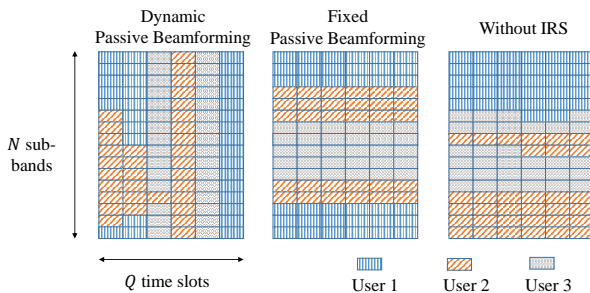 Dynamic
Passive Beamforming
Fixed
Passive Beamforming
Without IRS
N sub-
bands
Q time slots
User 1
User 2
User 3